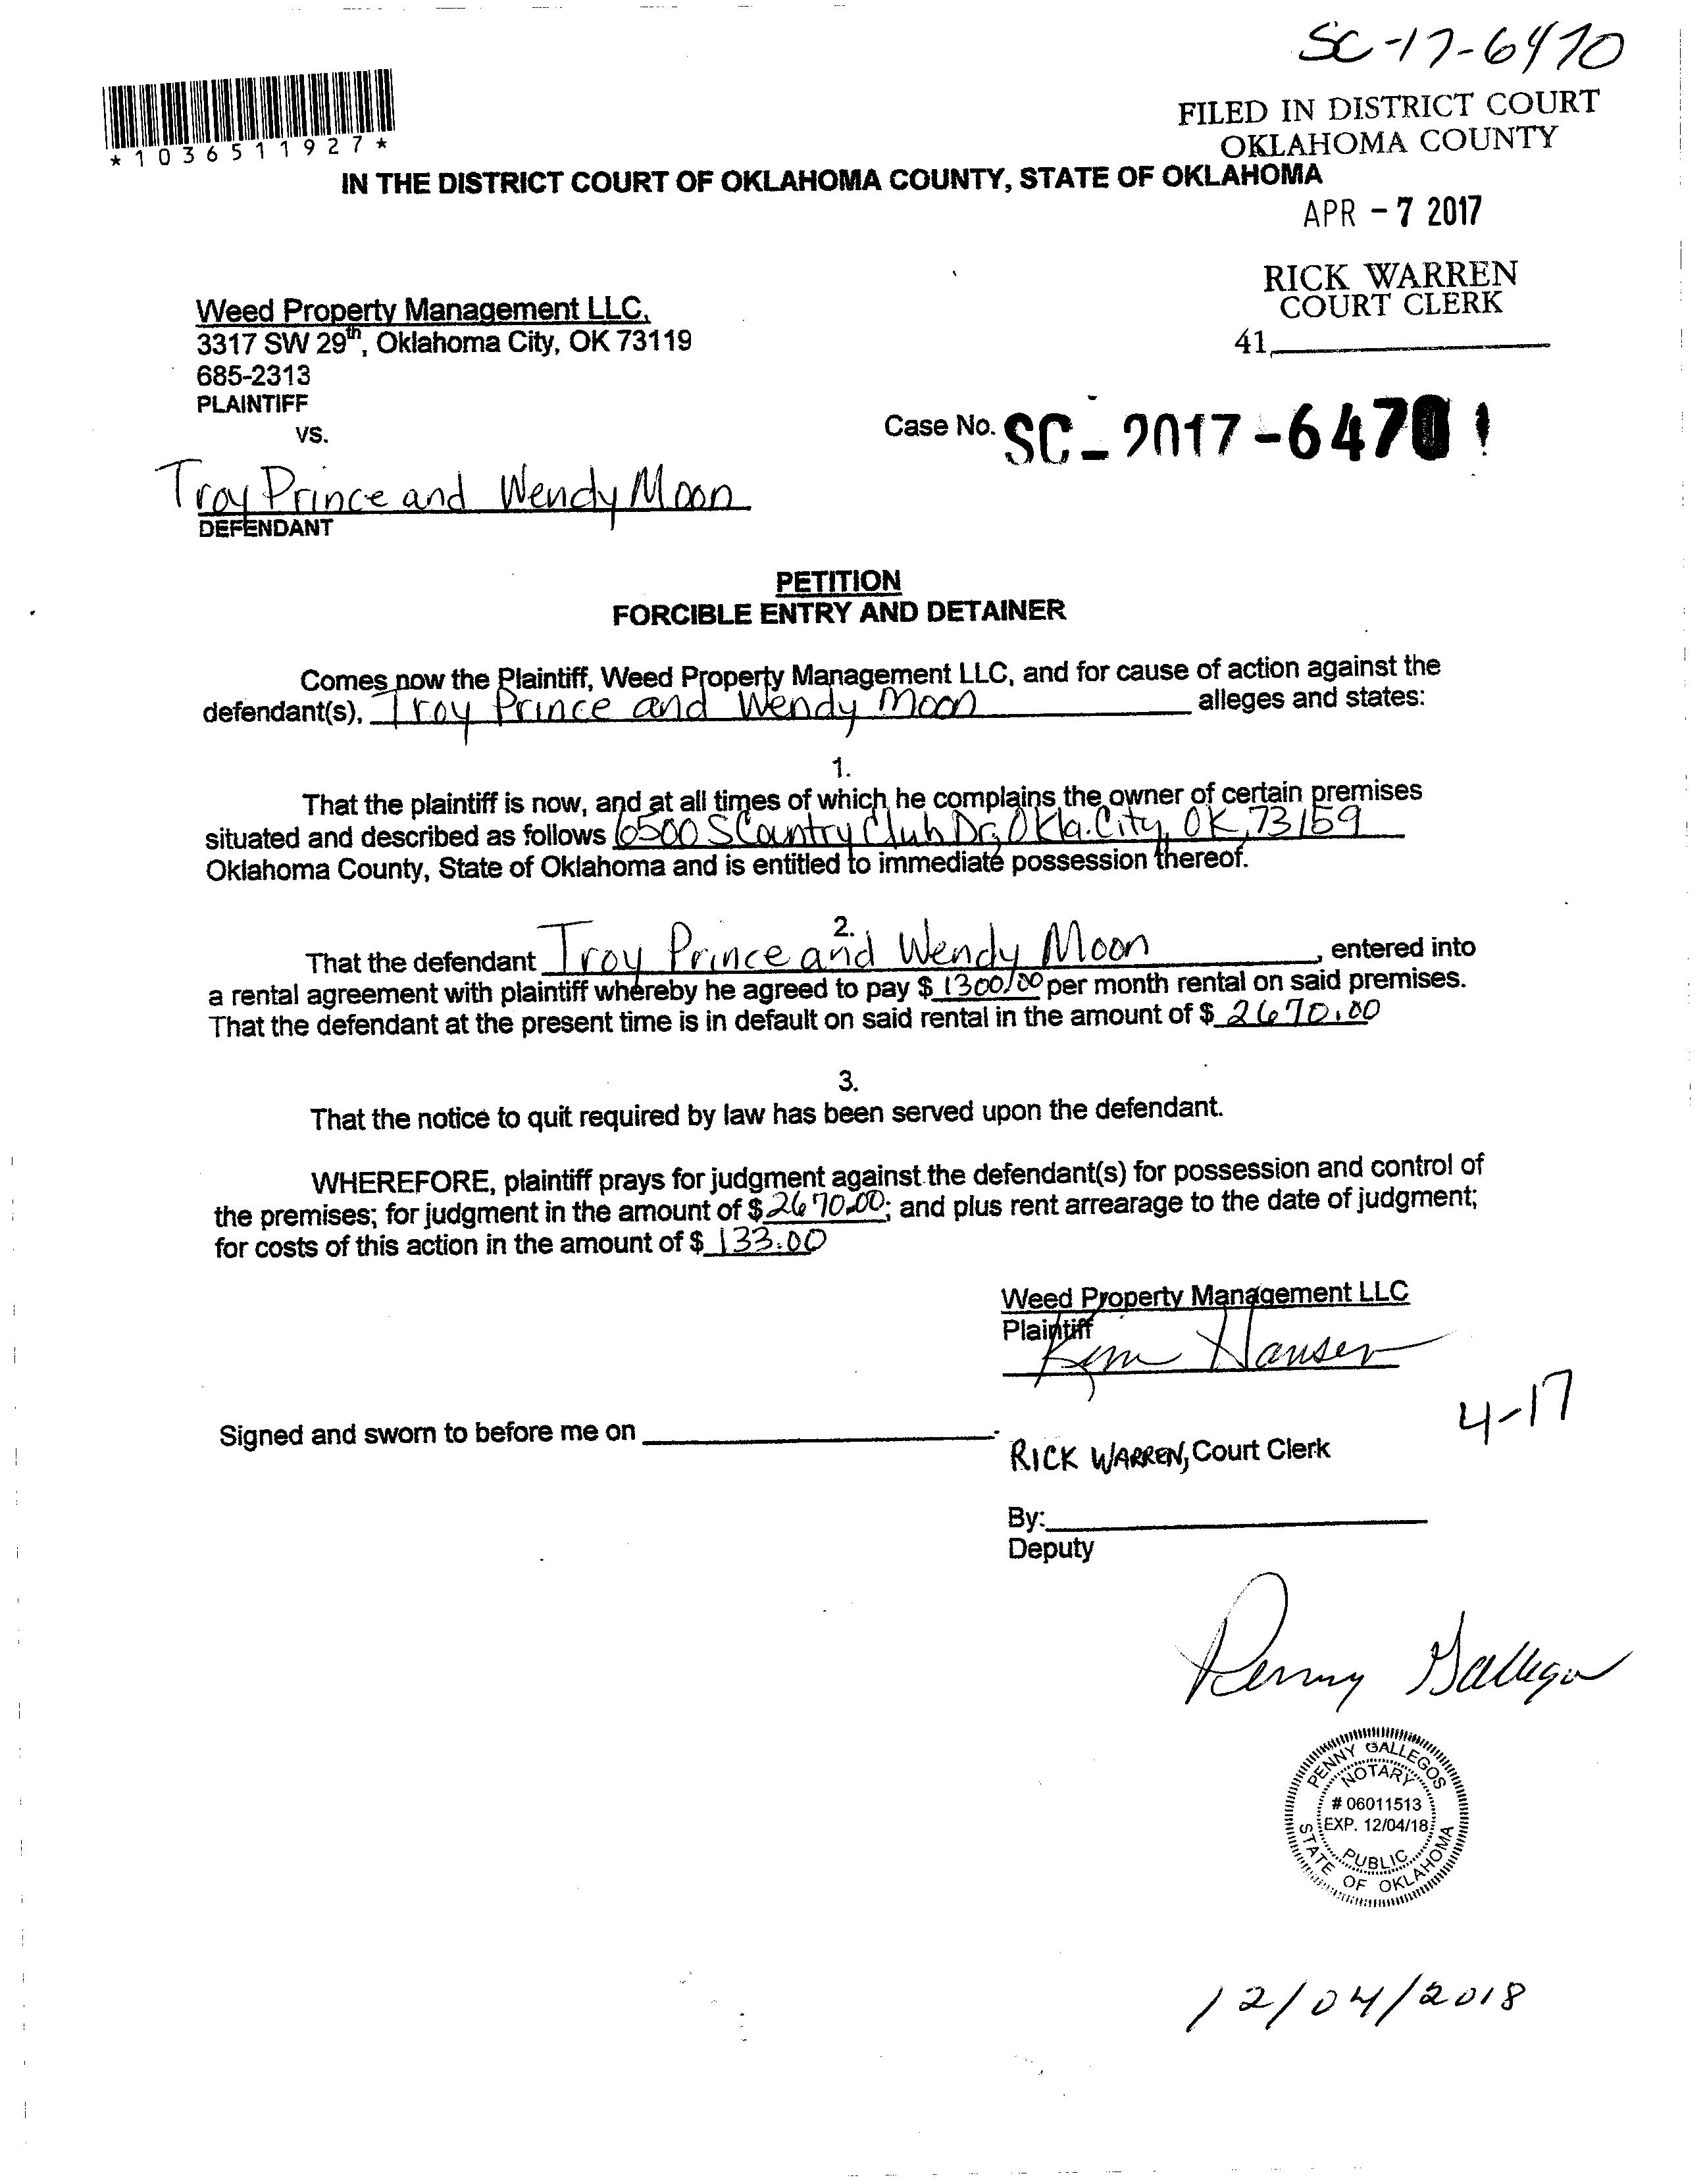 SC-17-6470
*1036511927*
FILED IN DISTRICT COURT
OKLAHOMA COUNTY
IN THE DISTRICT COURT OF OKLAHOMA COUNTY, STATE OF OKLAHOMA
APR - 7 2017
RICK WARREN
COURT CLERK
41
Weed Property Management LLC,
3317 SW 29th, Oklahoma City, OK 73119
685-2313
PLAINTIFF
VS.
Case No. SC - 2017 - 6470
Troy Prince and Wendy Moon
DEFENDANT
PETITION
FORCIBLE ENTRY AND DETAINER
Comes now the Plaintiff, Weed Property Management LLC, and for cause of action against the
defendant(s), Troy Prince and Wendy Moon alleges and states:
1.
That the plaintiff is now, and at all times of which he complains the owner of certain premises
situated and described as follows 6500 S Country Club Dr, Okla. City, OK, 73159
Oklahoma County, State of Oklahoma and is entitled to immediate possession thereof.
2.
That the defendant Troy Prince and Wendy Moon, entered into
a rental agreement with plaintiff whereby he agreed to pay $ 1300.00 per month rental on said premises.
That the defendant at the present time is in default on said rental in the amount of $ 2670.00
3.
That the notice to quit required by law has been served upon the defendant.
WHEREFORE, plaintiff prays for judgment against the defendant(s) for possession and control of
the premises; for judgment in the amount of $ 2670.00; and plus rent arrearage to the date of judgment;
for costs of this action in the amount of $ 133.00
Weed Property Management LLC
Plaintiff
Kim Hansen
4-17
Signed and sworn to before me on
RICK WARREN, Court Clerk
By:
Deputy
Penny Gallegos
PENNY GALLEGOS
NOTARY
# 06011513
EXP. 12/04/18
PUBLIC
STATE OF OKLAHOMA
12/04/2018